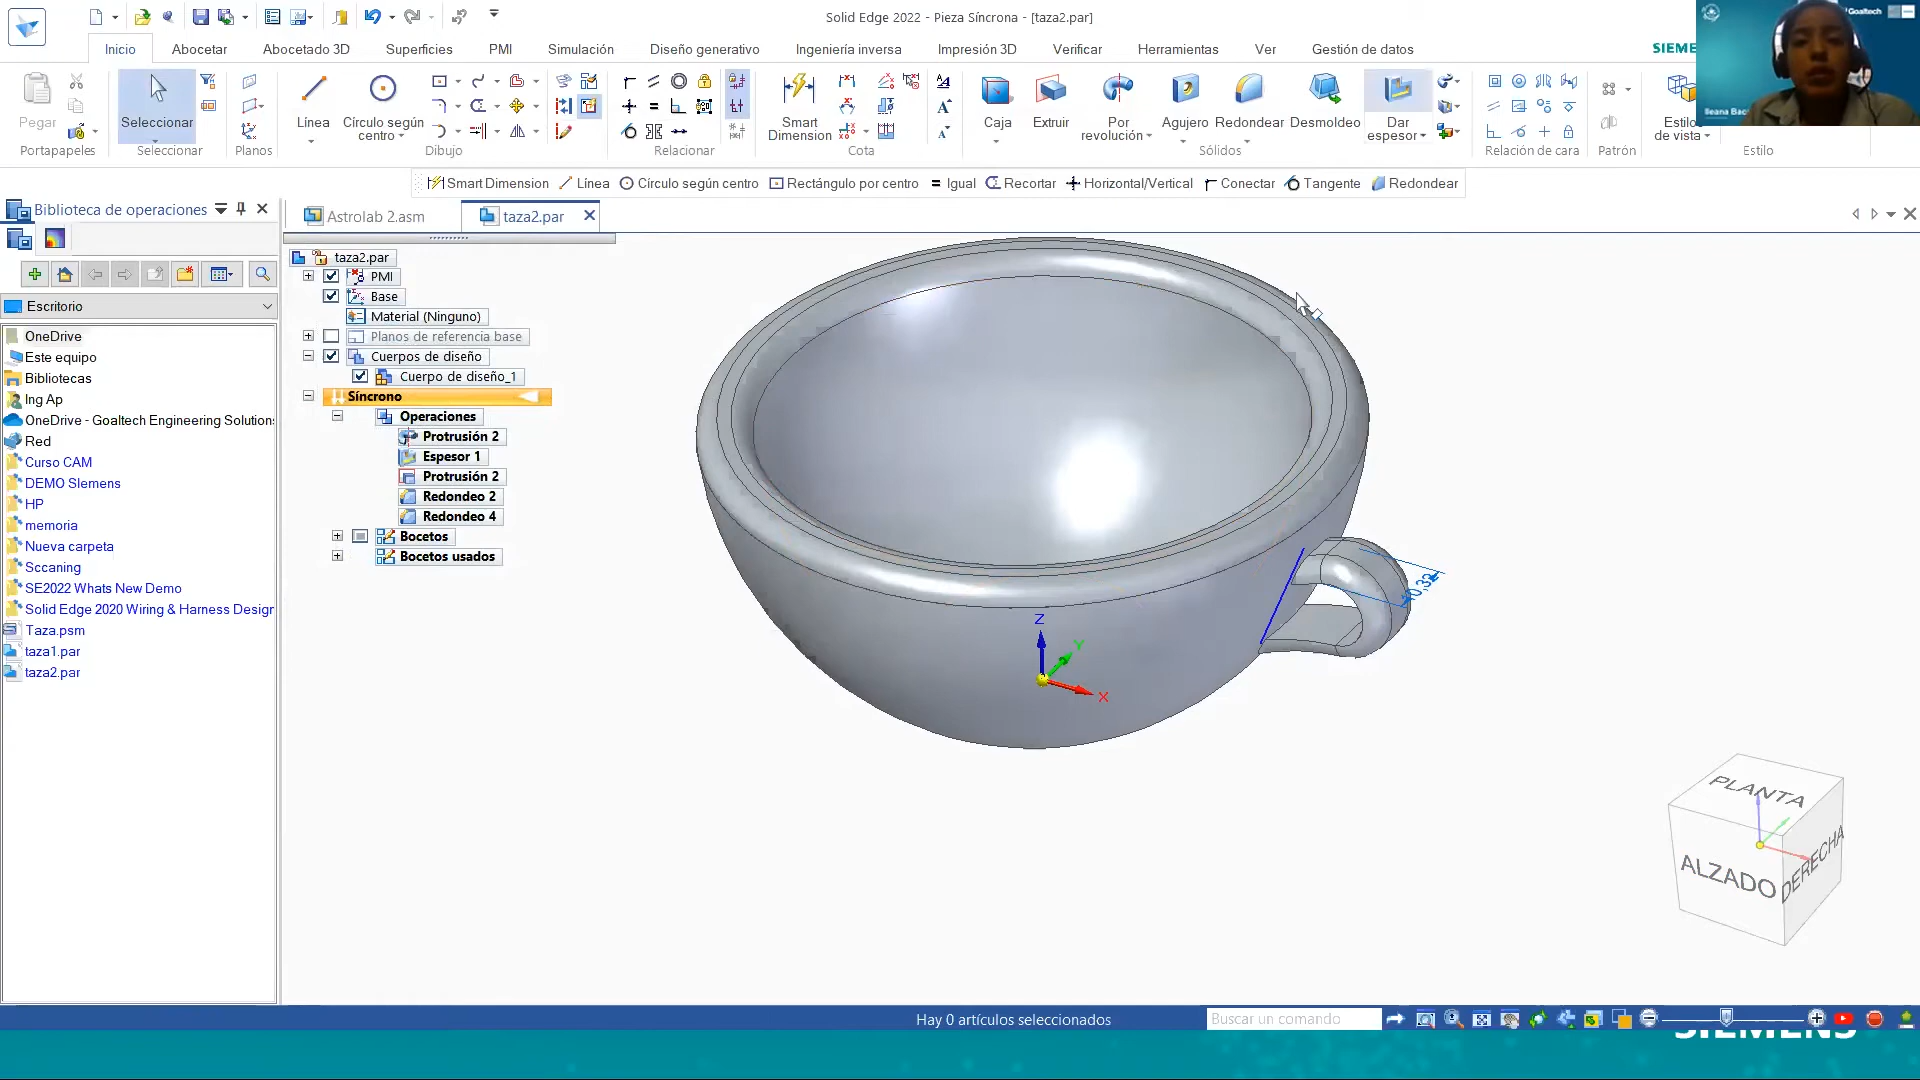 Solid Edge 2022 - Pieza Síncrona - [taza2.par]
Goaltech
Inicio
Abocetar
Abocetado 3D
Superficies
PMI
Simulación
Diseño generativo
Ingeniería inversa
Impresión 3D
Verificar
Herramientas
Ver
Gestión de datos
Pegar
Portapapeles
Seleccionar
Seleccionar
Planos
Línea
Círculo según
centro
Dibujo
Relacionar
Smart
Dimension
Cota
Caja
Extruir
Por
revolución
Agujero
Redondear
Desmoldeo
Dar
espesor
Sólidos
Relación de cara
Patrón
Estilo
de vista
Estilo
Smart Dimension
Línea
Círculo según centro
Rectángulo por centro
Igual
Recortar
Horizontal/Vertical
Conectar
Tangente
Redondear
Biblioteca de operaciones
Escritorio
OneDrive
Este equipo
Bibliotecas
Ing Ap
OneDrive - Goaltech Engineering Solution
Red
Curso CAM
DEMO SIemens
HP
memoria
Nueva carpeta
Sccaning
SE2022 Whats New Demo
Solid Edge 2020 Wiring & Harness Design
Taza.psm
taza1.par
taza2.par
Astrolab 2.asm
taza2.par
taza2.par
PMI
Base
Material (Ninguno)
Planos de referencia base
Cuerpos de diseño
Cuerpo de diseño_1
Síncrono
Operaciones
Protrusión 2
Espesor 1
Protrusión 2
Redondeo 2
Redondeo 4
Bocetos
Bocetos usados
Z
Y
X
PLANTA
ALZADO
DERECHA
Hay 0 artículos seleccionados
Buscar un comando